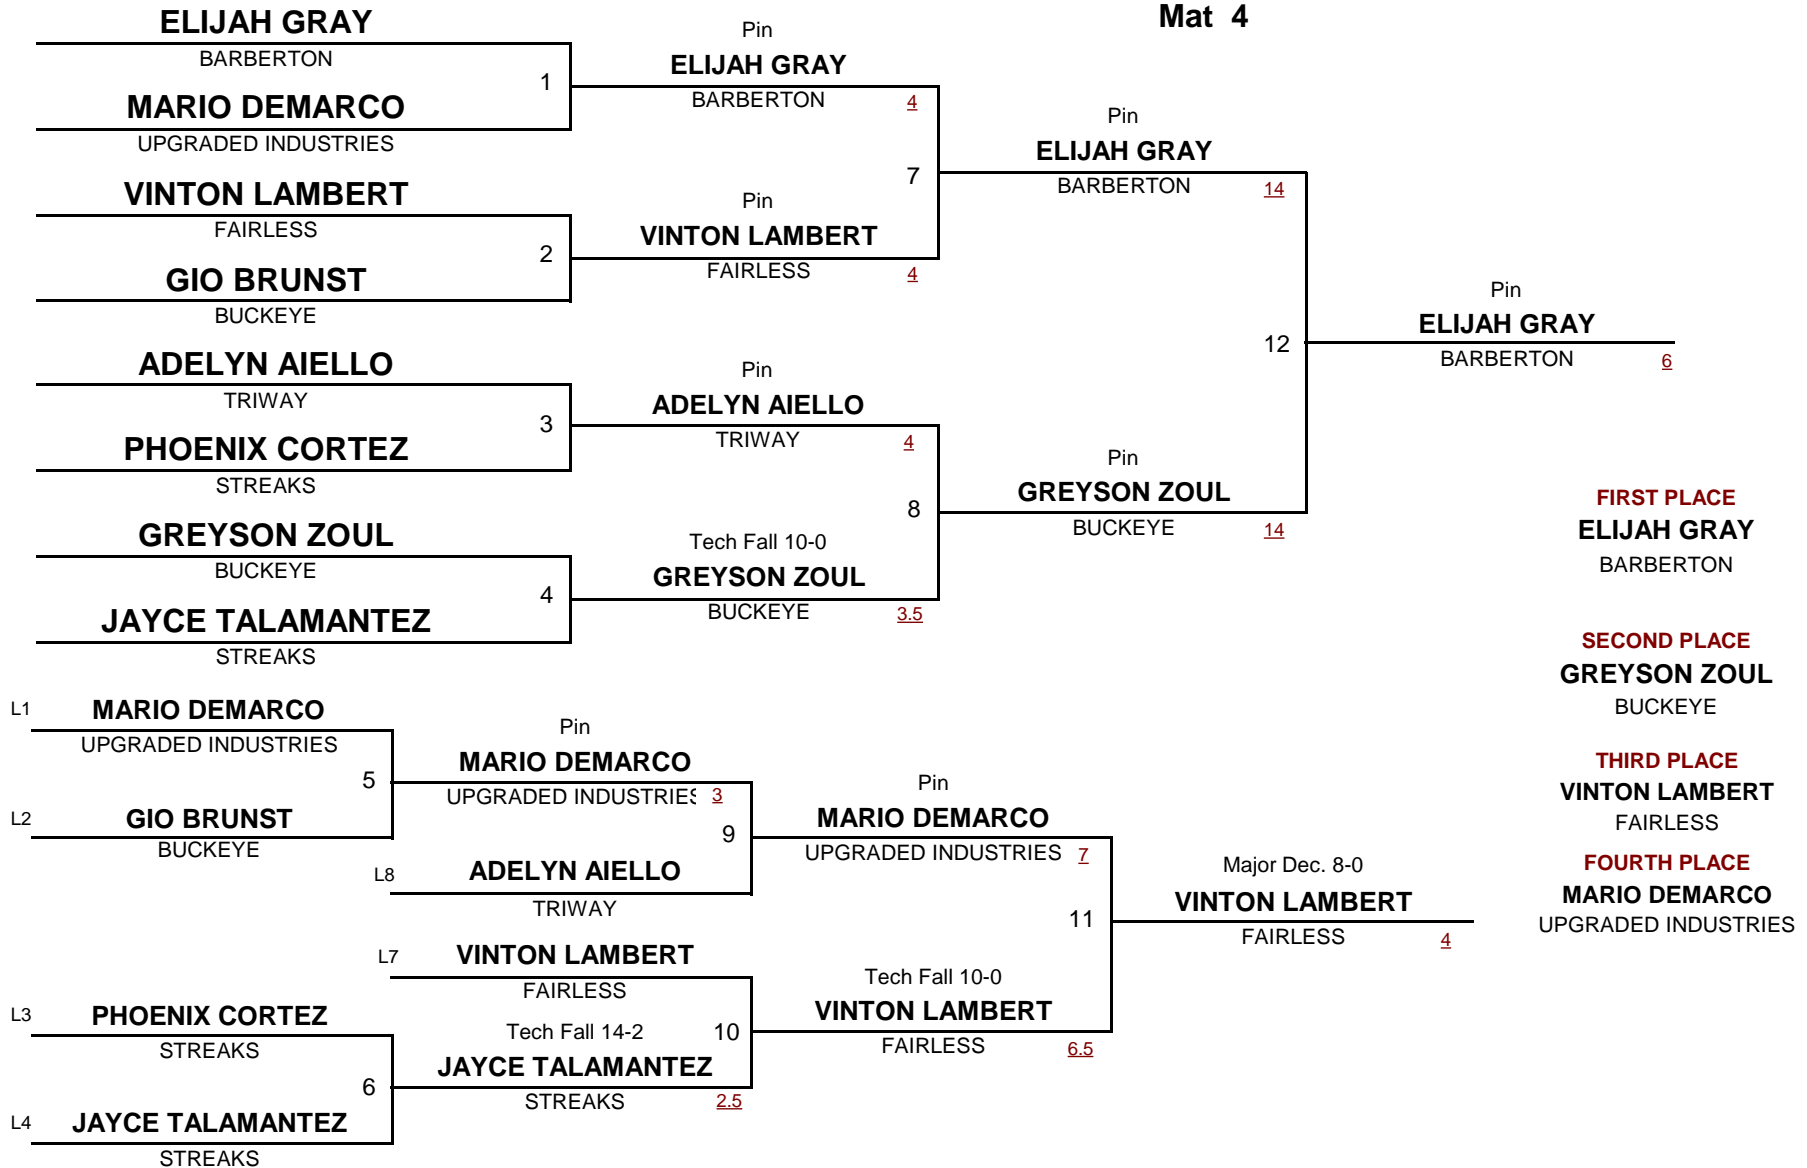 Mat 4
ELIJAH GRAY
BARBERTON
1
MARIO DEMARCO
UPGRADED INDUSTRIES
VINTON LAMBERT
FAIRLESS
2
GIO BRUNST
BUCKEYE
ADELYN AIELLO
TRIWAY
3
PHOENIX CORTEZ
STREAKS
GREYSON ZOUL
BUCKEYE
4
JAYCE TALAMANTEZ
STREAKS
Pin
ELIJAH GRAY
BARBERTON 4
7
Pin
VINTON LAMBERT
FAIRLESS 4
Pin
ADELYN AIELLO
TRIWAY 4
8
Tech Fall 10-0
GREYSON ZOUL
BUCKEYE 3.5
Pin
ELIJAH GRAY
BARBERTON 14
12
Pin
GREYSON ZOUL
BUCKEYE 14
Pin
ELIJAH GRAY
BARBERTON 6
L1 MARIO DEMARCO
UPGRADED INDUSTRIES
5
L2 GIO BRUNST
BUCKEYE
L3 PHOENIX CORTEZ
STREAKS
6
L4 JAYCE TALAMANTEZ
STREAKS
Pin
MARIO DEMARCO
UPGRADED INDUSTRIES 3
9
L8 ADELYN AIELLO
TRIWAY
L7 VINTON LAMBERT
FAIRLESS
10
Tech Fall 14-2
JAYCE TALAMANTEZ
STREAKS 2.5
Pin
MARIO DEMARCO
UPGRADED INDUSTRIES 7
11
Tech Fall 10-0
VINTON LAMBERT
FAIRLESS 6.5
Major Dec. 8-0
VINTON LAMBERT
FAIRLESS 4
FIRST PLACE
ELIJAH GRAY
BARBERTON
SECOND PLACE
GREYSON ZOUL
BUCKEYE
THIRD PLACE
VINTON LAMBERT
FAIRLESS
FOURTH PLACE
MARIO DEMARCO
UPGRADED INDUSTRIES